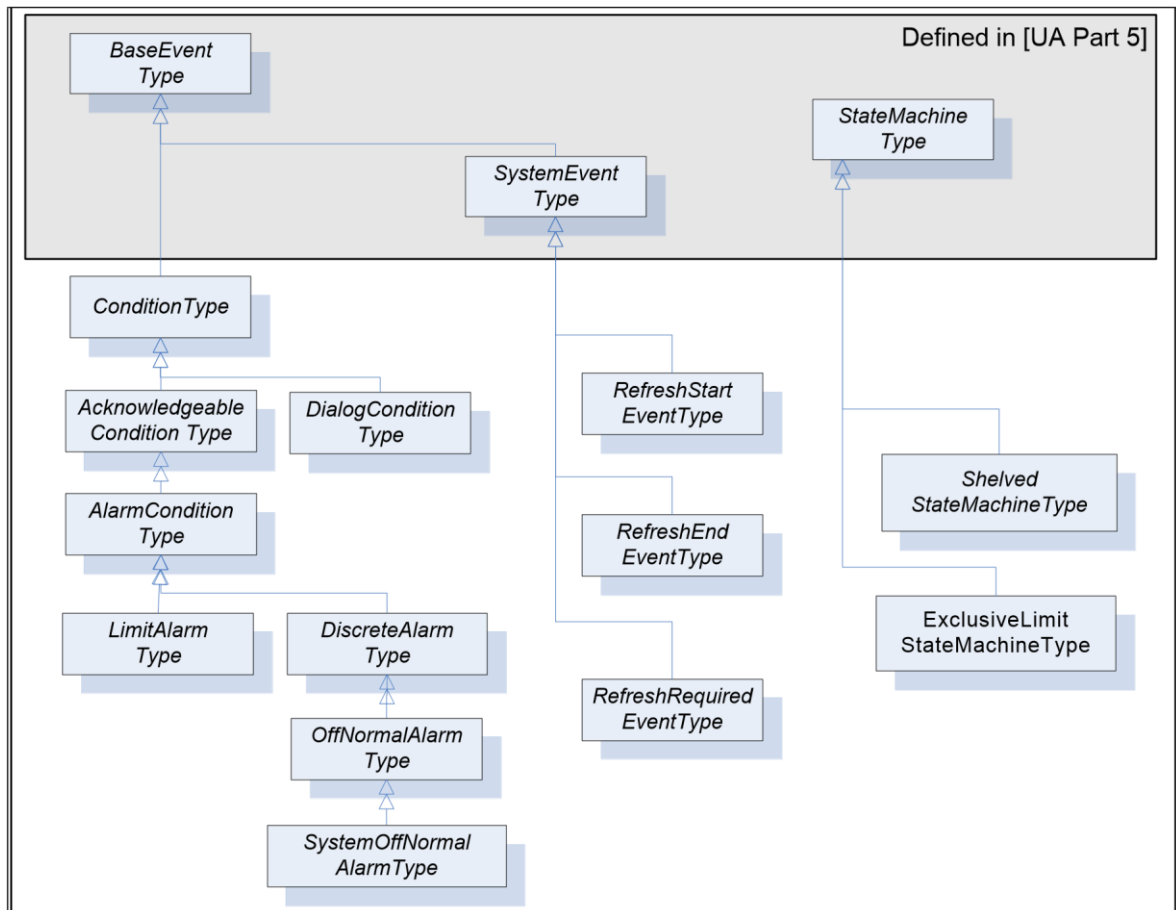 Defined in [UA Part 5]
BaseEvent
Type
StateMachine
Type
SystemEvent
Type
ConditionType
Acknowledgeable
Condition Type
DialogCondition
Type
RefreshStart
EventType
Shelved
StateMachineType
AlarmCondition
Type
RefreshEnd
EventType
ExclusiveLimit
StateMachineType
LimitAlarm
Type
DiscreteAlarm
Type
RefreshRequired
EventType
OffNormalAlarm
Type
SystemOffNormal
AlarmType